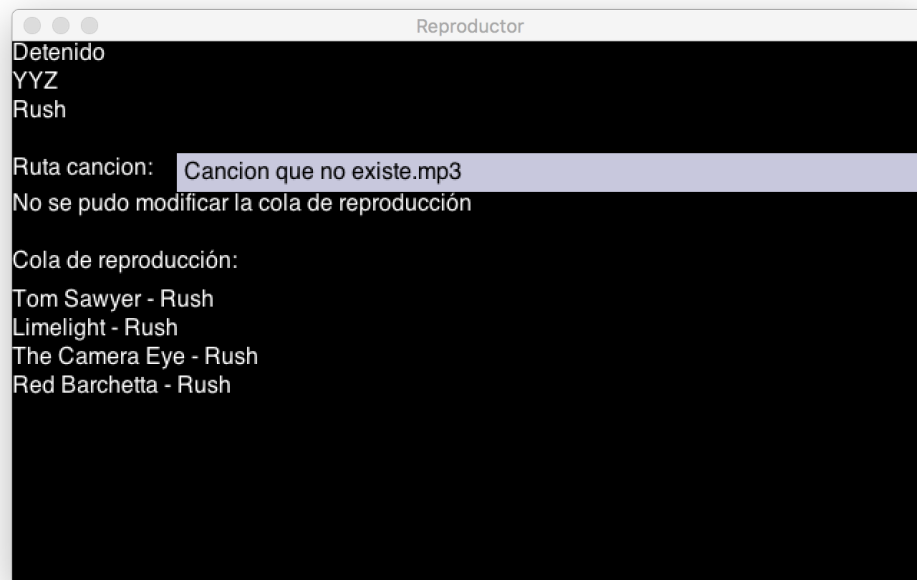 Reproductor
Detenido
YYZ
Rush
Ruta cancion: Cancion que no existe.mp3
No se pudo modificar la cola de reproducción
Cola de reproducción:
Tom Sawyer - Rush
Limelight - Rush
The Camera Eye - Rush
Red Barchetta - Rush